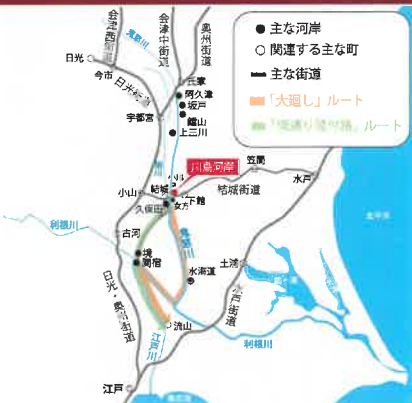 ● 主な河岸
○ 関連する主な町
主な街道
「大廻し」ルート
ルート
会津西街道
会津中街道
奥州街道
鬼怒川
日光
今市
日光街道
氏家
阿久津
坂戸
宇都宮
上三川
川島河岸
笠間
水戸
小山
結城
結城街道
下館
久保田
女方
利根川
古河
鬼怒川
境
関宿
水海道
土浦
水戸街道
日光・奥州街道
流山
江戸川
利根川
江戸